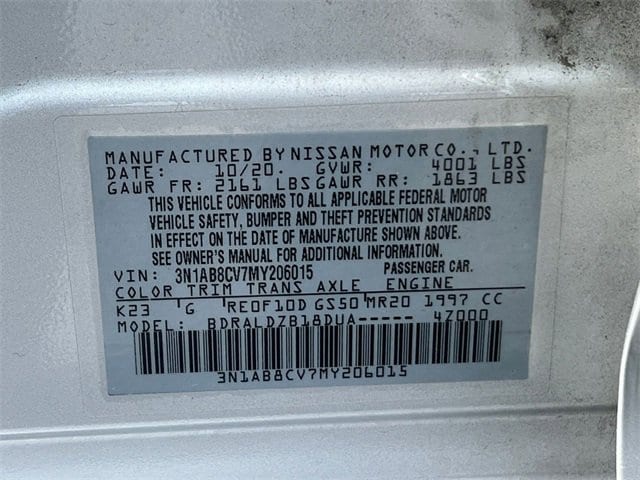 MANUFACTURED BY NISSAN MOTOR CO., LTD.
DATE: 10/20. GVWR: 4001 LBS
GAWR FR: 2161 LBS GAWR RR: 1863 LBS
THIS VEHICLE CONFORMS TO ALL APPLICABLE FEDERAL MOTOR
VEHICLE SAFETY, BUMPER AND THEFT PREVENTION STANDARDS
IN EFFECT ON THE DATE OF MANUFACTURE SHOWN ABOVE.
SEE OWNER'S MANUAL FOR ADDITIONAL INFORMATION.
VIN: 3N1AB8CV7MY206015 PASSENGER CAR.
COLOR TRIM TRANS AXLE ENGINE
K23 G RE0F10D GS50 MR20 1997 CC
MODEL: BDRALDZB18DUA----- 4Z000
3N1AB8CV7MY206015